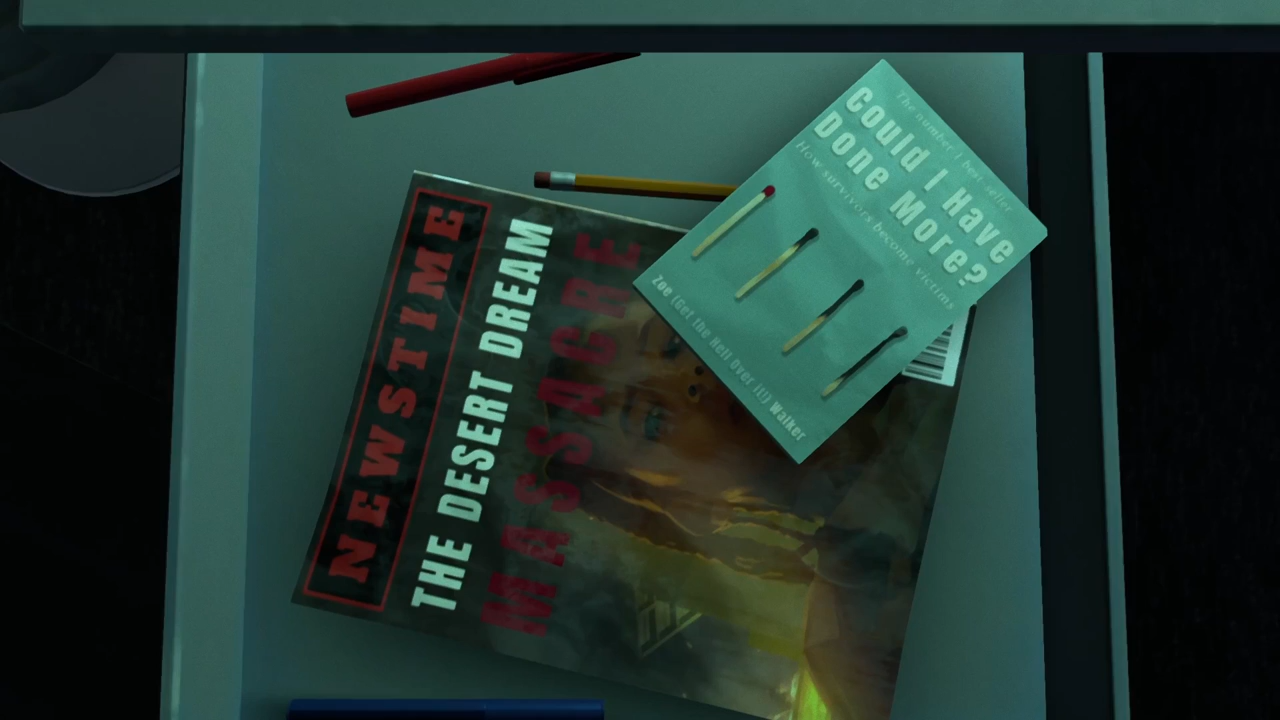 The number 1 best seller
Could I Have
Done More?
How survivors become victims
Zoe (Get the Hell Over It!) Walker
NEWSTIME
THE DESERT DREAM
MASSACRE